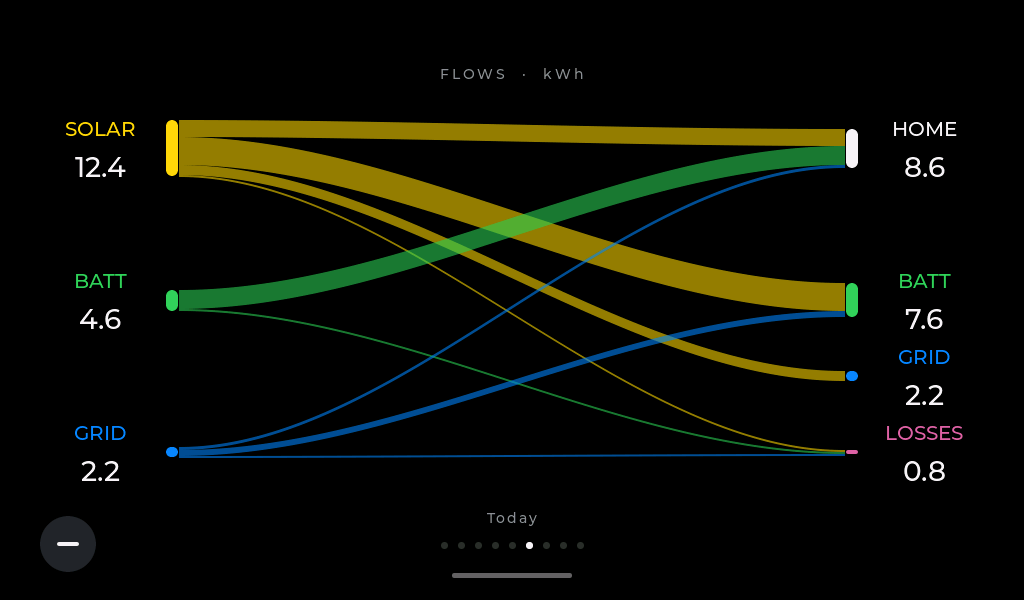 FLOWS · kWh
SOLAR
12.4
HOME
8.6
BATT
4.6
BATT
7.6
GRID
2.2
GRID
2.2
LOSSES
0.8
Today